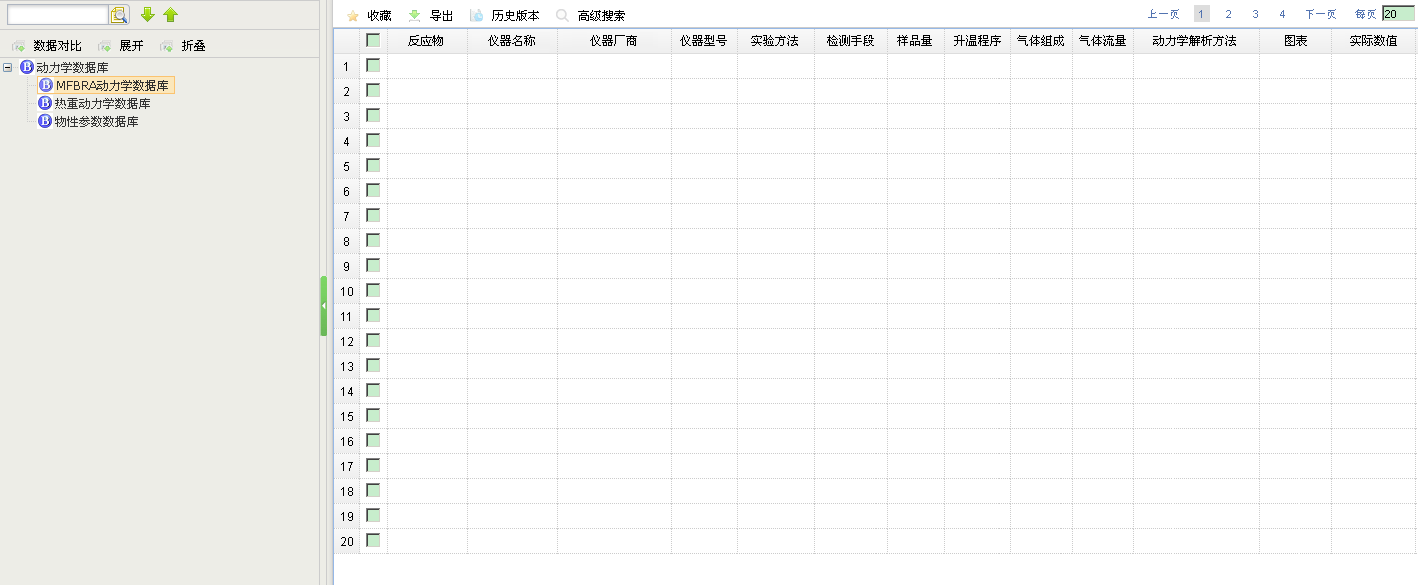 数据对比 展开 折叠
动力学数据库
MFBRA动力学数据库
热重动力学数据库
物性参数数据库
收藏 导出 历史版本 高级搜索 上一页 1 2 3 4 下一页 每页 20
反应物 仪器名称 仪器厂商 仪器型号 实验方法 检测手段 样品量 升温程序 气体组成 气体流量 动力学解析方法 图表 实际数值
1
2
3
4
5
6
7
8
9
10
11
12
13
14
15
16
17
18
19
20